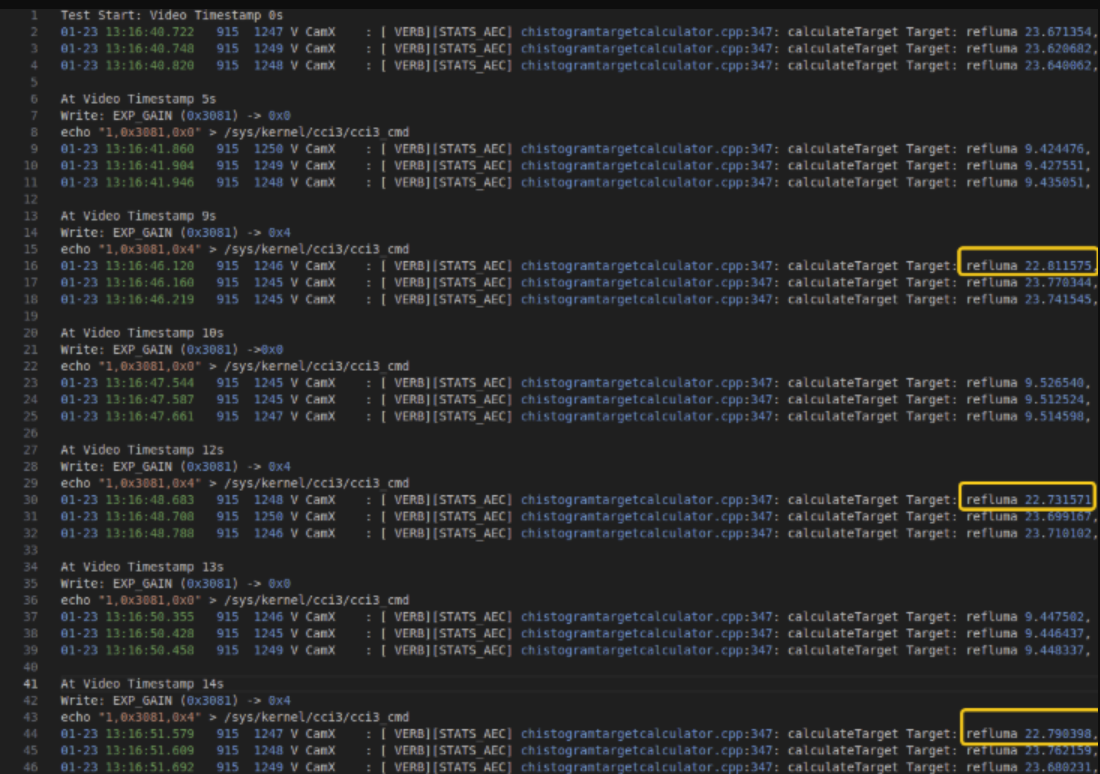 1 Test Start: Video Timestamp 0s
2 01-23 13:16:40.722 915 1247 V CamX : [ VERB][STATS_AEC] chistogramtargetcalculator.cpp:347: calculateTarget Target: refluma 23.671354,
3 01-23 13:16:40.748 915 1249 V CamX : [ VERB][STATS_AEC] chistogramtargetcalculator.cpp:347: calculateTarget Target: refluma 23.620682,
4 01-23 13:16:40.820 915 1248 V CamX : [ VERB][STATS_AEC] chistogramtargetcalculator.cpp:347: calculateTarget Target: refluma 23.640062,
5
6 At Video Timestamp 5s
7 Write: EXP_GAIN (0x3081) -> 0x0
8 echo "1,0x3081,0x0" > /sys/kernel/cci3/cci3_cmd
9 01-23 13:16:41.860 915 1250 V CamX : [ VERB][STATS_AEC] chistogramtargetcalculator.cpp:347: calculateTarget Target: refluma 9.424476,
10 01-23 13:16:41.904 915 1249 V CamX : [ VERB][STATS_AEC] chistogramtargetcalculator.cpp:347: calculateTarget Target: refluma 9.427551,
11 01-23 13:16:41.946 915 1248 V CamX : [ VERB][STATS_AEC] chistogramtargetcalculator.cpp:347: calculateTarget Target: refluma 9.435051,
12
13 At Video Timestamp 9s
14 Write: EXP_GAIN (0x3081) -> 0x4
15 echo "1,0x3081,0x4" > /sys/kernel/cci3/cci3_cmd
16 01-23 13:16:46.120 915 1246 V CamX : [ VERB][STATS_AEC] chistogramtargetcalculator.cpp:347: calculateTarget Target: refluma 22.811575,
17 01-23 13:16:46.160 915 1245 V CamX : [ VERB][STATS_AEC] chistogramtargetcalculator.cpp:347: calculateTarget Target: refluma 23.770344,
18 01-23 13:16:46.219 915 1245 V CamX : [ VERB][STATS_AEC] chistogramtargetcalculator.cpp:347: calculateTarget Target: refluma 23.741545,
19
20 At Video Timestamp 10s
21 Write: EXP_GAIN (0x3081) ->0x0
22 echo "1,0x3081,0x0" > /sys/kernel/cci3/cci3_cmd
23 01-23 13:16:47.544 915 1245 V CamX : [ VERB][STATS_AEC] chistogramtargetcalculator.cpp:347: calculateTarget Target: refluma 9.526540,
24 01-23 13:16:47.587 915 1245 V CamX : [ VERB][STATS_AEC] chistogramtargetcalculator.cpp:347: calculateTarget Target: refluma 9.512524,
25 01-23 13:16:47.661 915 1247 V CamX : [ VERB][STATS_AEC] chistogramtargetcalculator.cpp:347: calculateTarget Target: refluma 9.514598,
26
27 At Video Timestamp 12s
28 Write: EXP_GAIN (0x3081) -> 0x4
29 echo "1,0x3081,0x4" > /sys/kernel/cci3/cci3_cmd
30 01-23 13:16:48.683 915 1248 V CamX : [ VERB][STATS_AEC] chistogramtargetcalculator.cpp:347: calculateTarget Target: refluma 22.731571
31 01-23 13:16:48.708 915 1250 V CamX : [ VERB][STATS_AEC] chistogramtargetcalculator.cpp:347: calculateTarget Target: refluma 23.699167,
32 01-23 13:16:48.788 915 1246 V CamX : [ VERB][STATS_AEC] chistogramtargetcalculator.cpp:347: calculateTarget Target: refluma 23.710102,
33
34 At Video Timestamp 13s
35 Write: EXP_GAIN (0x3081) -> 0x0
36 echo "1,0x3081,0x0" > /sys/kernel/cci3/cci3_cmd
37 01-23 13:16:50.355 915 1246 V CamX : [ VERB][STATS_AEC] chistogramtargetcalculator.cpp:347: calculateTarget Target: refluma 9.447502,
38 01-23 13:16:50.428 915 1245 V CamX : [ VERB][STATS_AEC] chistogramtargetcalculator.cpp:347: calculateTarget Target: refluma 9.446437,
39 01-23 13:16:50.458 915 1249 V CamX : [ VERB][STATS_AEC] chistogramtargetcalculator.cpp:347: calculateTarget Target: refluma 9.448337,
40
41 At Video Timestamp 14s
42 Write: EXP_GAIN (0x3081) -> 0x4
43 echo "1,0x3081,0x4" > /sys/kernel/cci3/cci3_cmd
44 01-23 13:16:51.579 915 1247 V CamX : [ VERB][STATS_AEC] chistogramtargetcalculator.cpp:347: calculateTarget Target: refluma 22.790398,
45 01-23 13:16:51.609 915 1248 V CamX : [ VERB][STATS_AEC] chistogramtargetcalculator.cpp:347: calculateTarget Target: refluma 23.762159,
46 01-23 13:16:51.692 915 1249 V CamX : [ VERB][STATS_AEC] chistogramtargetcalculator.cpp:347: calculateTarget Target: refluma 23.680231,